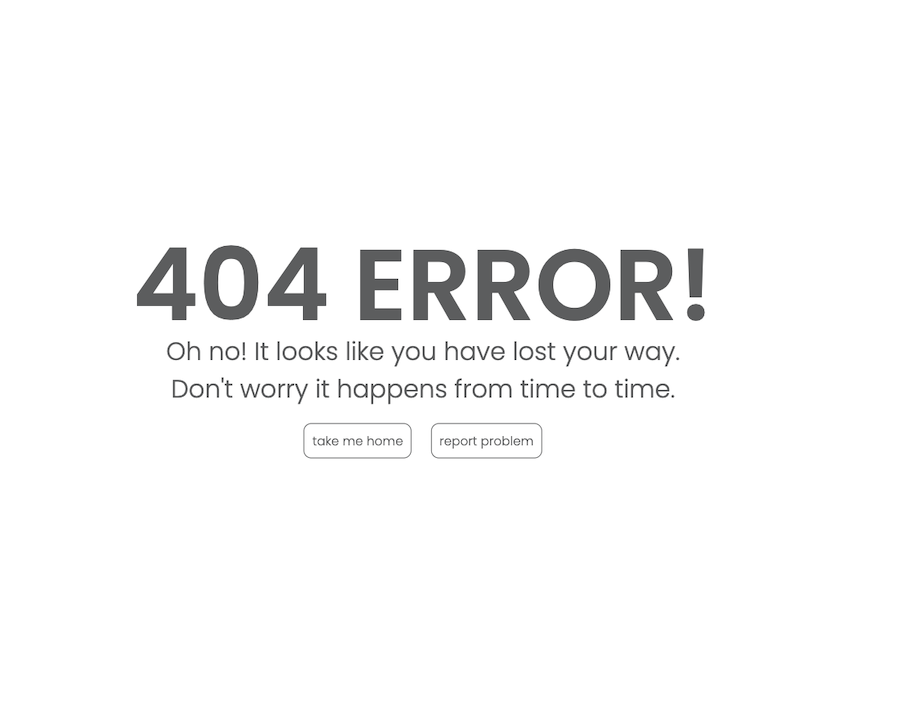 404 ERROR!
Oh no! It looks like you have lost your way.
Don't worry it happens from time to time.
take me home report problem